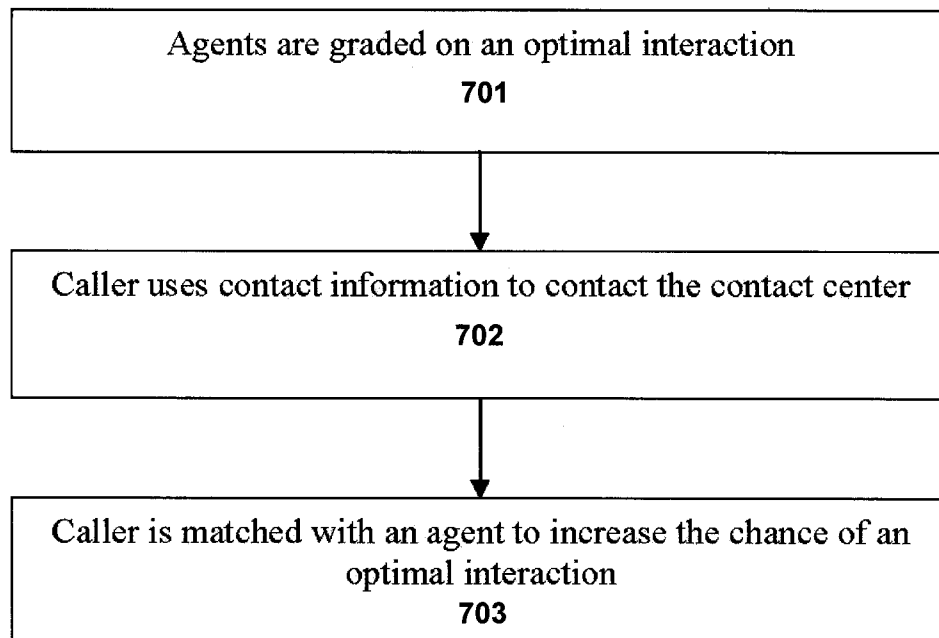 Agents are graded on an optimal interaction
701
Caller uses contact information to contact the contact center
702
Caller is matched with an agent to increase the chance of an
optimal interaction
703